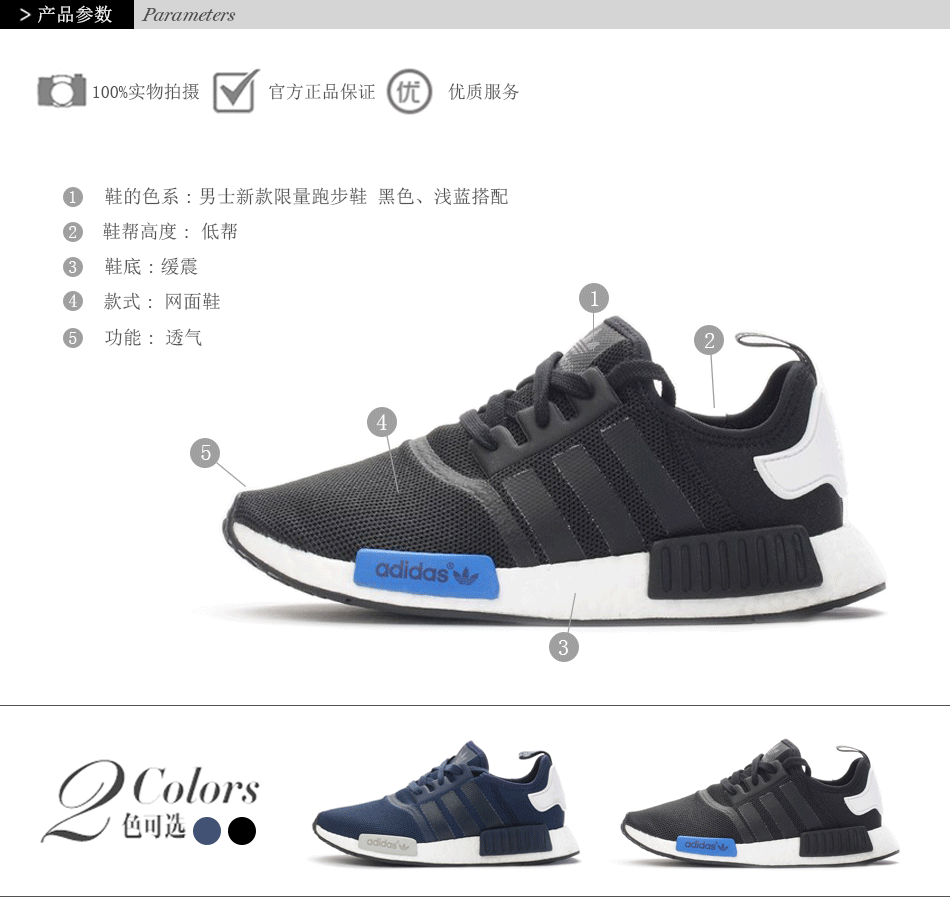 > 产品参数 Parameters
100%实物拍摄 官方正品保证 优 优质服务
1 鞋的色系：男士新款限量跑步鞋 黑色、浅蓝搭配
2 鞋帮高度： 低帮
3 鞋底：缓震
4 款式： 网面鞋
5 功能： 透气
1
2
4
5
adidas®
3
2 Colors
色可选
adidas
adidas